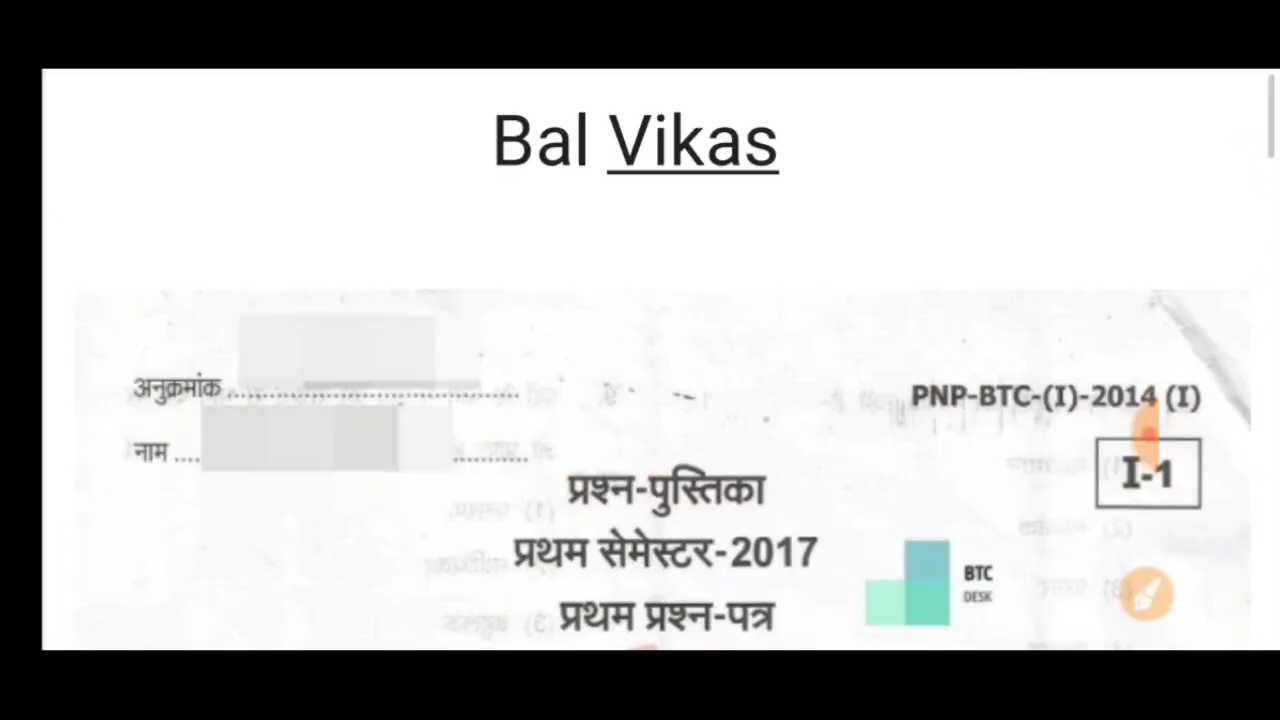 Bal Vikas
अनुक्रमांक ..........................................
PNP-BTC-(I)-2014 (I)
नाम .... ...........
I-1
प्रश्न-पुस्तिका
प्रथम सेमेस्टर-2017
BTC
DESK
प्रथम प्रश्न-पत्र